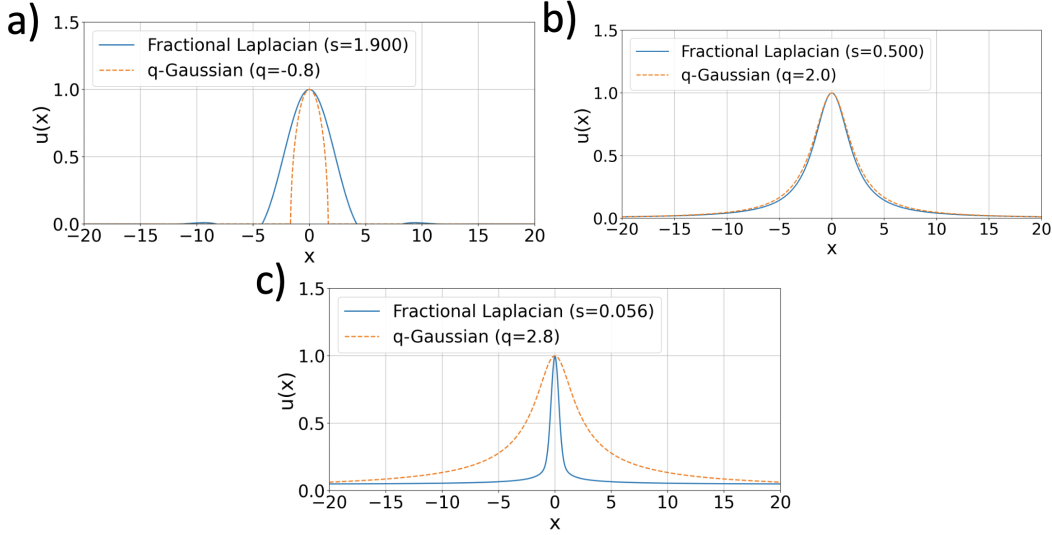 a)
1.5
Fractional Laplacian (s=1.900)
q-Gaussian (q=-0.8)
1.0
u(x)
0.5
0.0
−20 −15 −10 −5 0 5 10 15 20
x
b)
1.5
Fractional Laplacian (s=0.500)
q-Gaussian (q=2.0)
1.0
u(x)
0.5
0.0
−20 −15 −10 −5 0 5 10 15 20
x
c)
1.5
Fractional Laplacian (s=0.056)
q-Gaussian (q=2.8)
1.0
u(x)
0.5
0.0
−20 −15 −10 −5 0 5 10 15 20
x